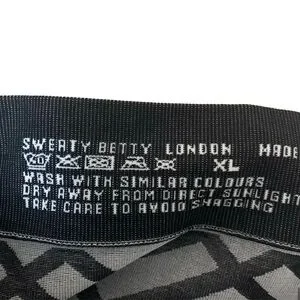 SWEATY BETTY LONDON MADE
40 XL
WASH WITH SIMILAR COLOURS
DRY AWAY FROM DIRECT SUNLIGHT
TAKE CARE TO AVOID SNAGGING